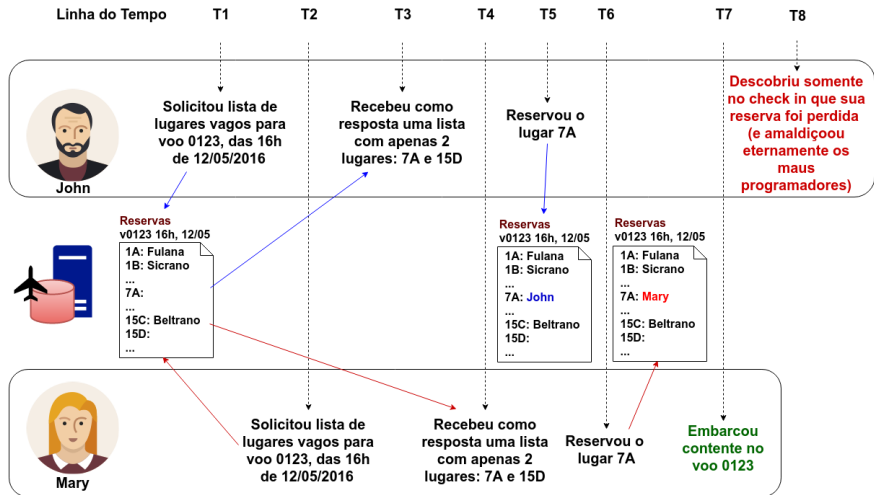 Linha do Tempo T1 T2 T3 T4 T5 T6 T7 T8
Solicitou lista de
lugares vagos para
voo 0123, das 16h
de 12/05/2016
Recebeu como
resposta uma lista
com apenas 2
lugares: 7A e 15D
Reservou o
lugar 7A
Descobriu somente
no check in que sua
reserva foi perdida
(e amaldiçoou
eternamente os
maus
programadores)
John
Reservas
v0123 16h, 12/05
1A: Fulana
1B: Sicrano
...
7A:
...
15C: Beltrano
15D:
...
Reservas
v0123 16h, 12/05
1A: Fulana
1B: Sicrano
...
7A: John
...
15C: Beltrano
15D:
...
Reservas
v0123 16h, 12/05
1A: Fulana
1B: Sicrano
...
7A: Mary
...
15C: Beltrano
15D:
...
Solicitou lista de
lugares vagos para
voo 0123, das 16h
de 12/05/2016
Recebeu como
resposta uma lista
com apenas 2
lugares: 7A e 15D
Reservou o
lugar 7A
Embarcou
contente no
voo 0123
Mary